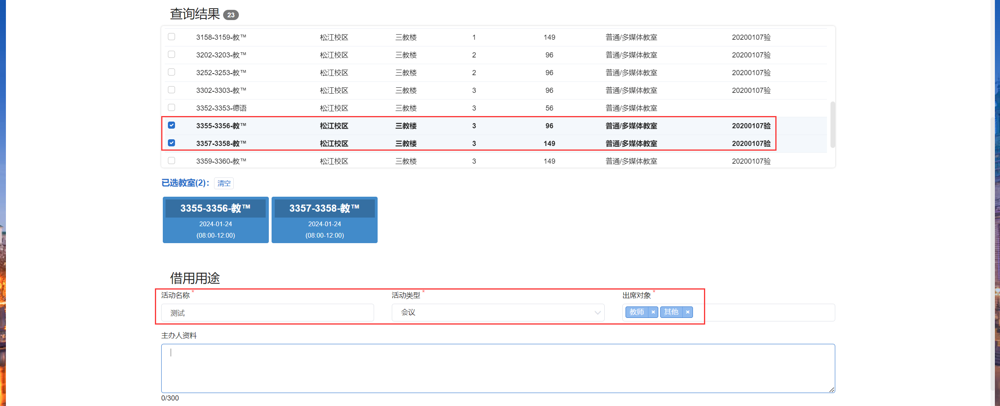 查询结果 23
3158-3159-教™ 松江校区 三教楼 1 149 普通/多媒体教室 20200107验
3202-3203-教™ 松江校区 三教楼 2 96 普通/多媒体教室 20200107验
3252-3253-教™ 松江校区 三教楼 2 96 普通/多媒体教室 20200107验
3302-3303-教™ 松江校区 三教楼 3 96 普通/多媒体教室 20200107验
3352-3353-德语 松江校区 三教楼 3 56 普通/多媒体教室
3355-3356-教™ 松江校区 三教楼 3 96 普通/多媒体教室 20200107验
3357-3358-教™ 松江校区 三教楼 3 149 普通/多媒体教室 20200107验
3359-3360-教™ 松江校区 三教楼 3 149 普通/多媒体教室 20200107验
已选教室(2)： 清空
3355-3356-教™ 3357-3358-教™
2024-01-24 2024-01-24
(08:00-12:00) (08:00-12:00)
借用用途
活动名称* 活动类型* 出席对象*
测试 会议 教师 × 其他 ×
主办人资料
0/300